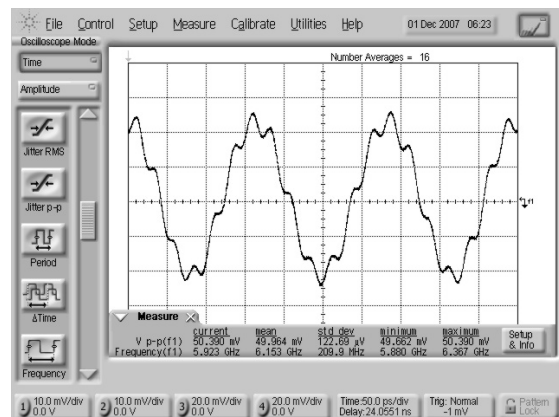 File Control Setup Measure Calibrate Utilities Help 01 Dec 2007 06:23
Oscilloscope Mode
Time
Amplitude
Number Averages = 16
Jitter RMS
Jitter p-p
Period
ΔTime
Frequency
f1
Measure
current mean std dev minimum maximum
V p-p(f1) 50.390 mV 49.964 mV 122.69 µV 49.662 mV 50.390 mV
Frequency(f1) 5.923 GHz 6.153 GHz 209.9 MHz 5.880 GHz 6.367 GHz
Setup & Info
1 10.0 mV/div 0.0 V
2 10.0 mV/div 0.0 V
3 20.0 mV/div 0.0 V
4 20.0 mV/div 0.0 V
Time:50.0 ps/div Delay:24.0551 ns
Trig: Normal -1 mV
Pattern Lock